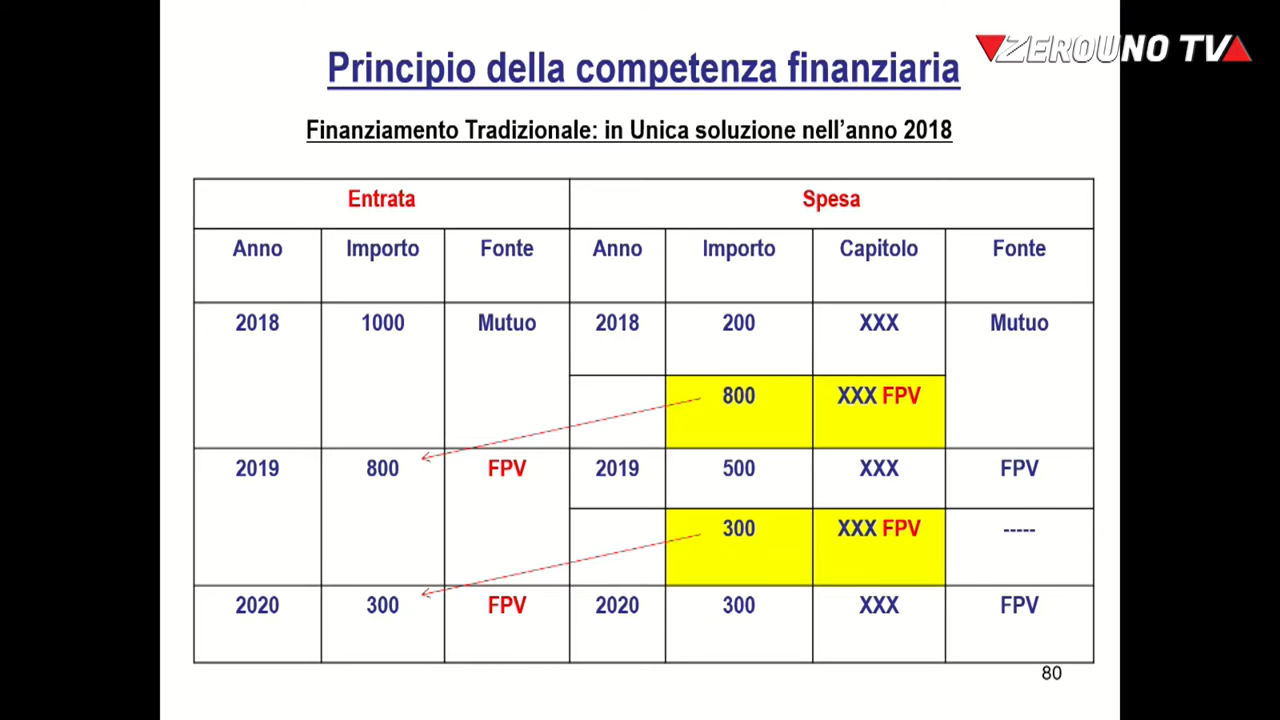 ZEROUNO TV
Principio della competenza finanziaria
Finanziamento Tradizionale: in Unica soluzione nell'anno 2018
Entrata Spesa
Anno Importo Fonte Anno Importo Capitolo Fonte
2018 1000 Mutuo 2018 200 XXX Mutuo
800 XXX FPV
2019 800 FPV 2019 500 XXX FPV
300 XXX FPV -----
2020 300 FPV 2020 300 XXX FPV
80